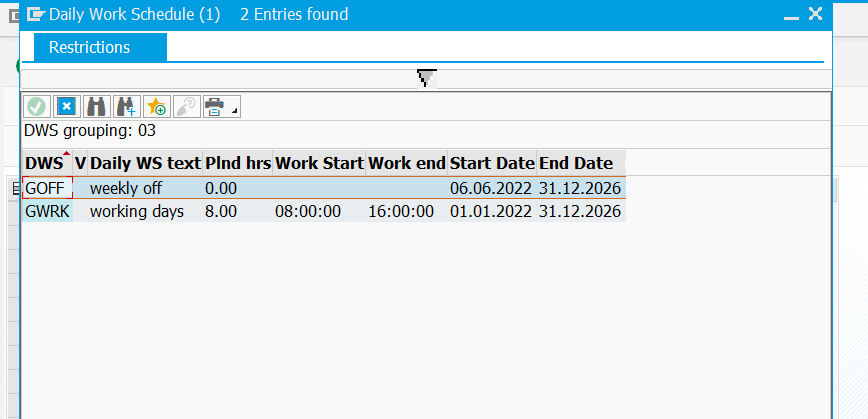 Daily Work Schedule (1) 2 Entries found
Restrictions
DWS grouping: 03
DWS V Daily WS text Plnd hrs Work Start Work end Start Date End Date
GOFF weekly off 0.00 06.06.2022 31.12.2026
GWRK working days 8.00 08:00:00 16:00:00 01.01.2022 31.12.2026